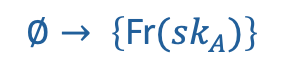 ∅ → {Fr(sk_A)}